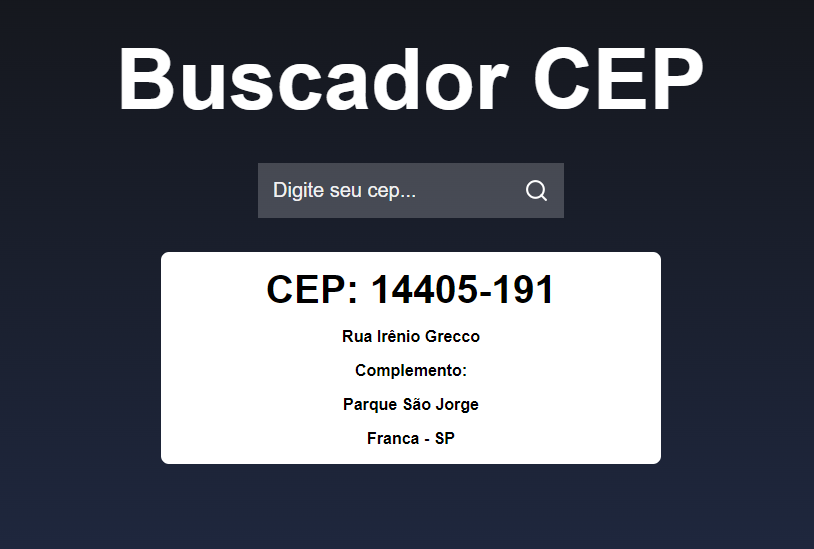 Buscador CEP
Digite seu cep...
CEP: 14405-191
Rua Irênio Grecco
Complemento:
Parque São Jorge
Franca - SP